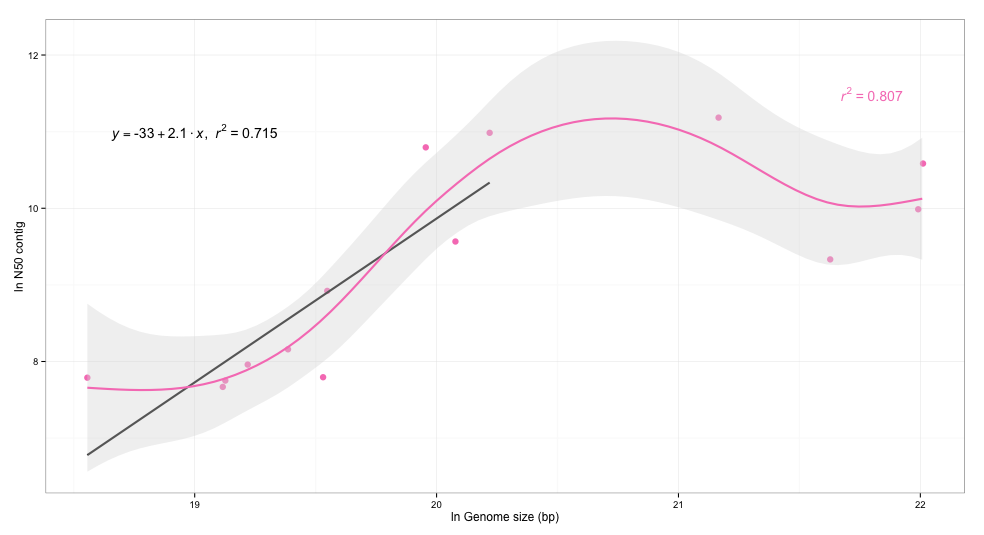 12
r² = 0.807
y = -33 + 2.1 · x, r² = 0.715
10
ln N50 contig
8
19 20 21 22
ln Genome size (bp)